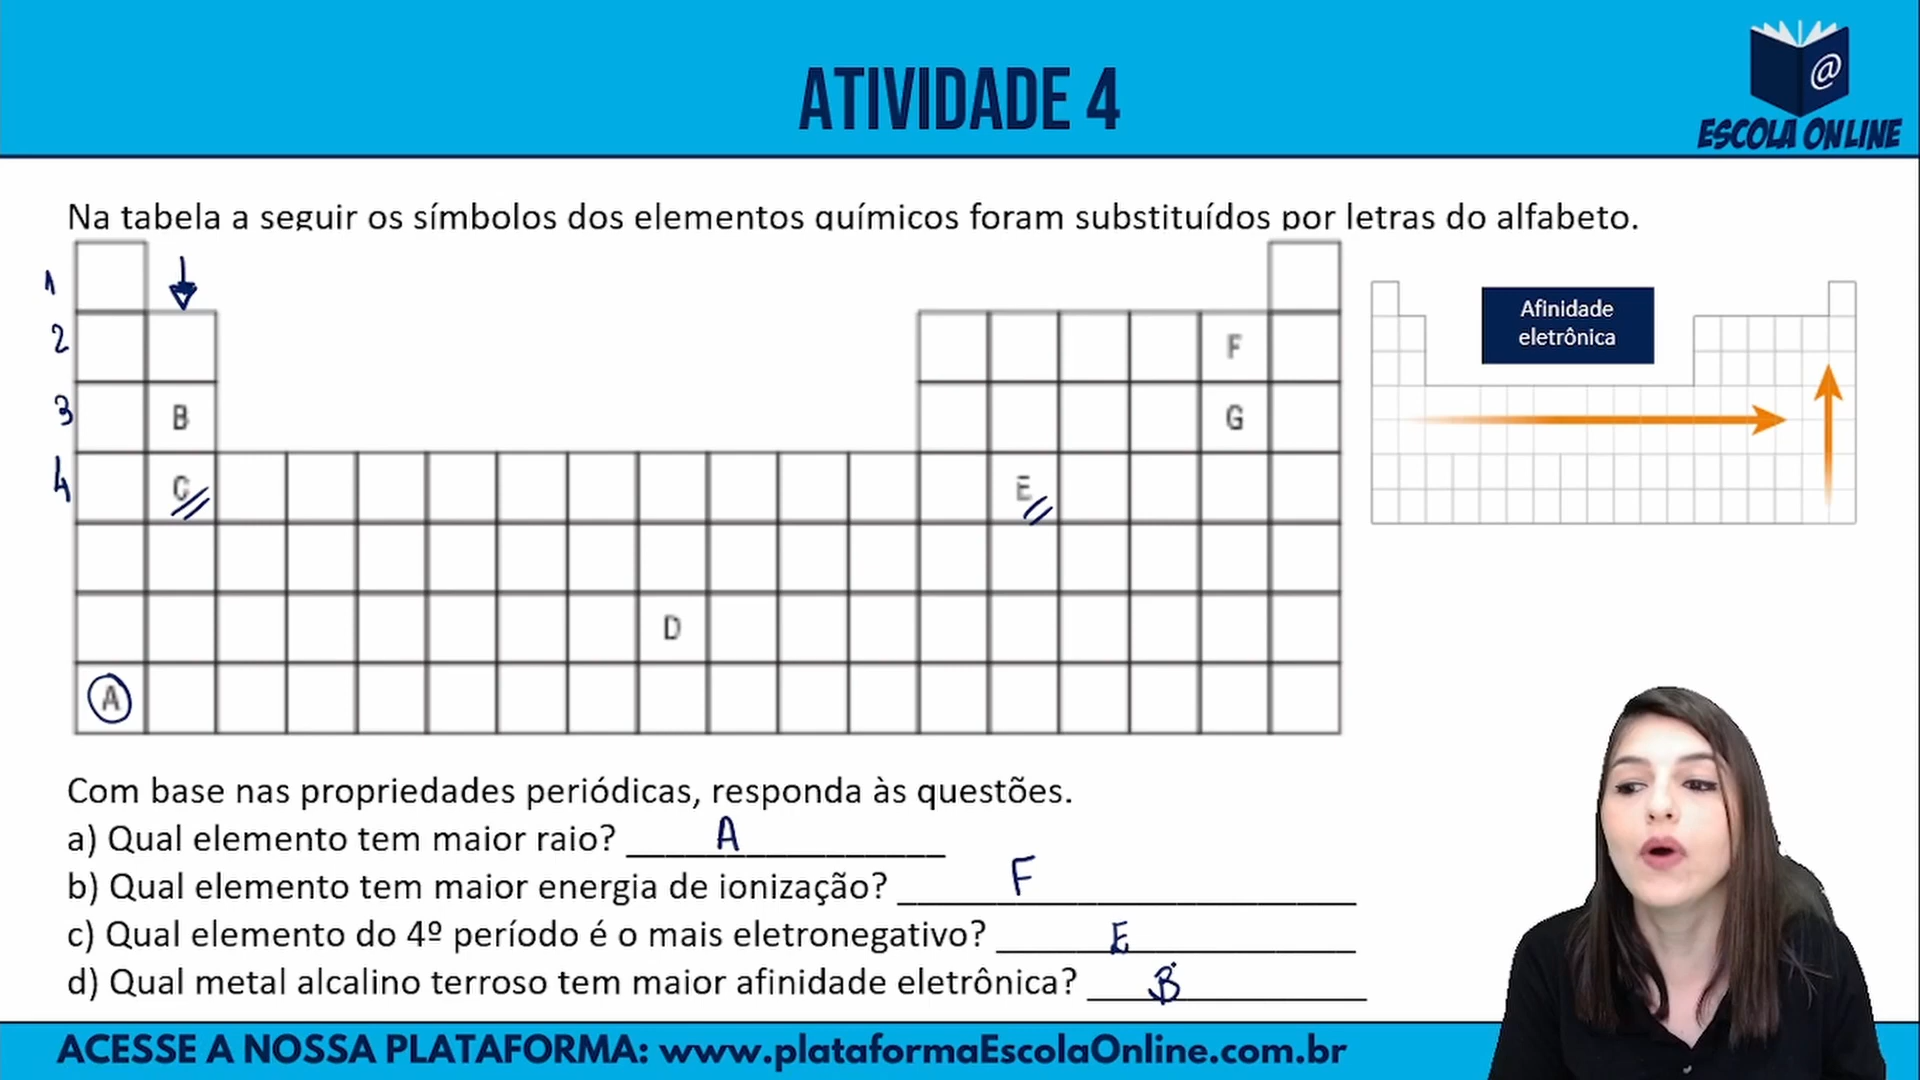 ATIVIDADE 4
@
ESCOLA ONLINE
Na tabela a seguir os símbolos dos elementos químicos foram substituídos por letras do alfabeto.
1
2
F
3
B
G
4
C
E
D
A
Afinidade
eletrônica
Com base nas propriedades periódicas, responda às questões.
a) Qual elemento tem maior raio? A
b) Qual elemento tem maior energia de ionização? F
c) Qual elemento do 4º período é o mais eletronegativo? E
d) Qual metal alcalino terroso tem maior afinidade eletrônica? B
ACESSE A NOSSA PLATAFORMA: www.plataformaEscolaOnline.com.br